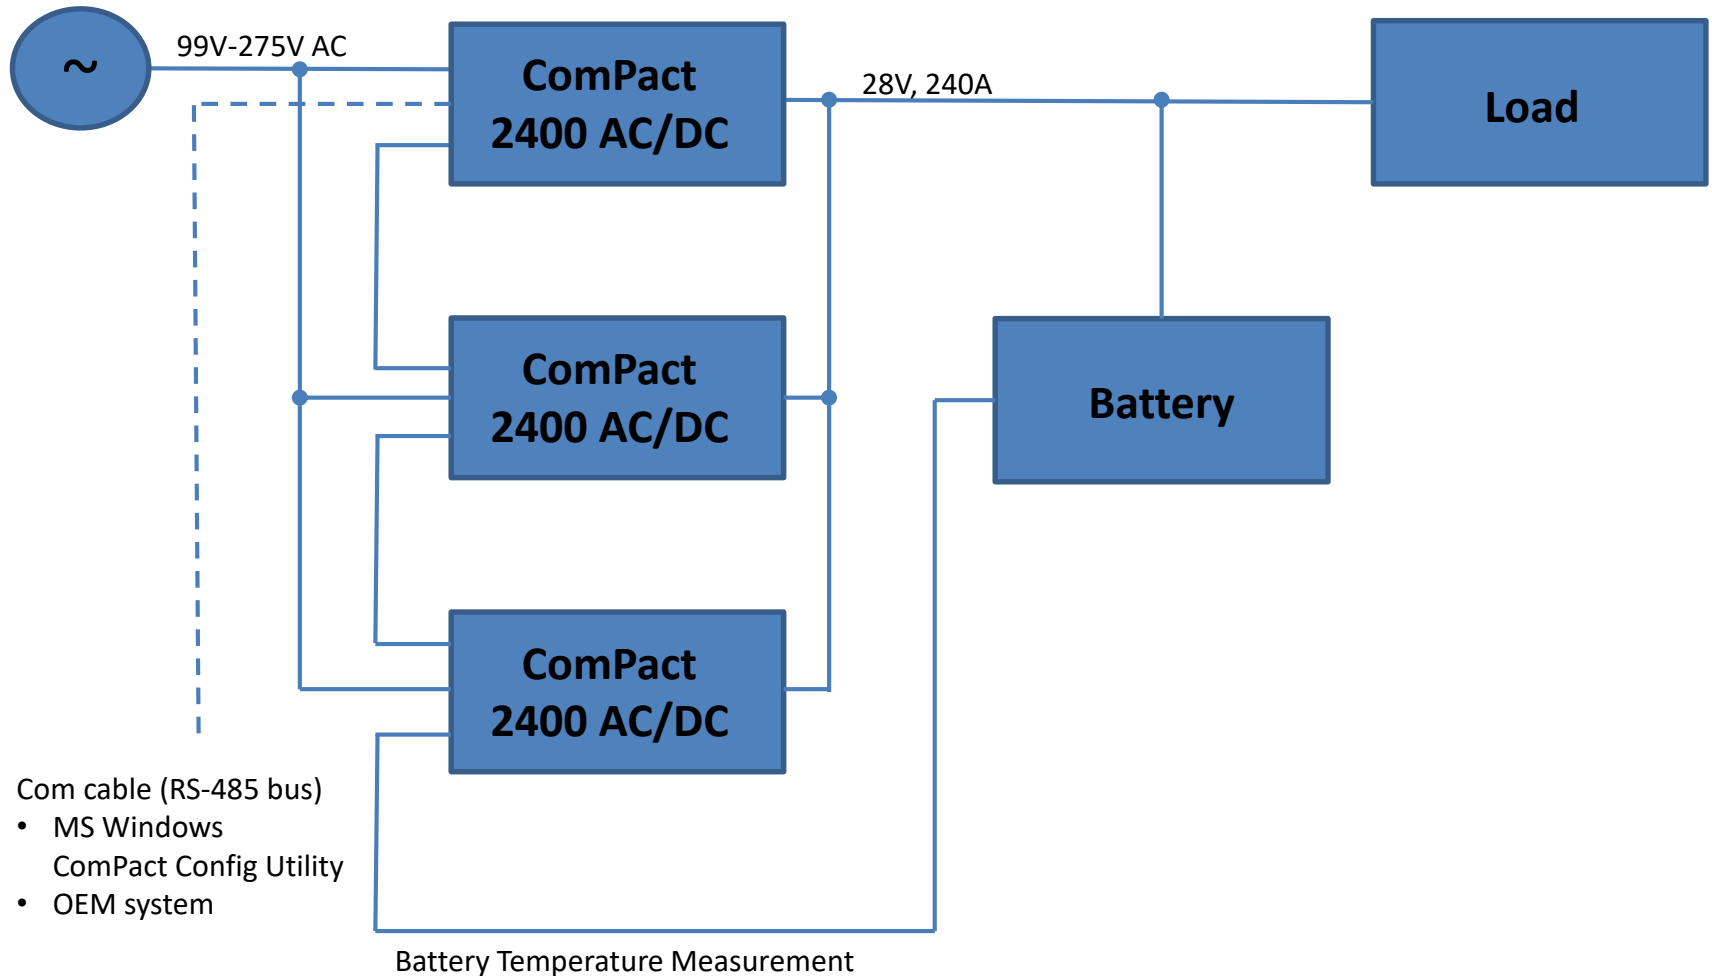 ~
99V-275V AC
ComPact
2400 AC/DC
28V, 240A
Load
ComPact
2400 AC/DC
Battery
ComPact
2400 AC/DC
Com cable (RS-485 bus)
• MS Windows
ComPact Config Utility
• OEM system
Battery Temperature Measurement